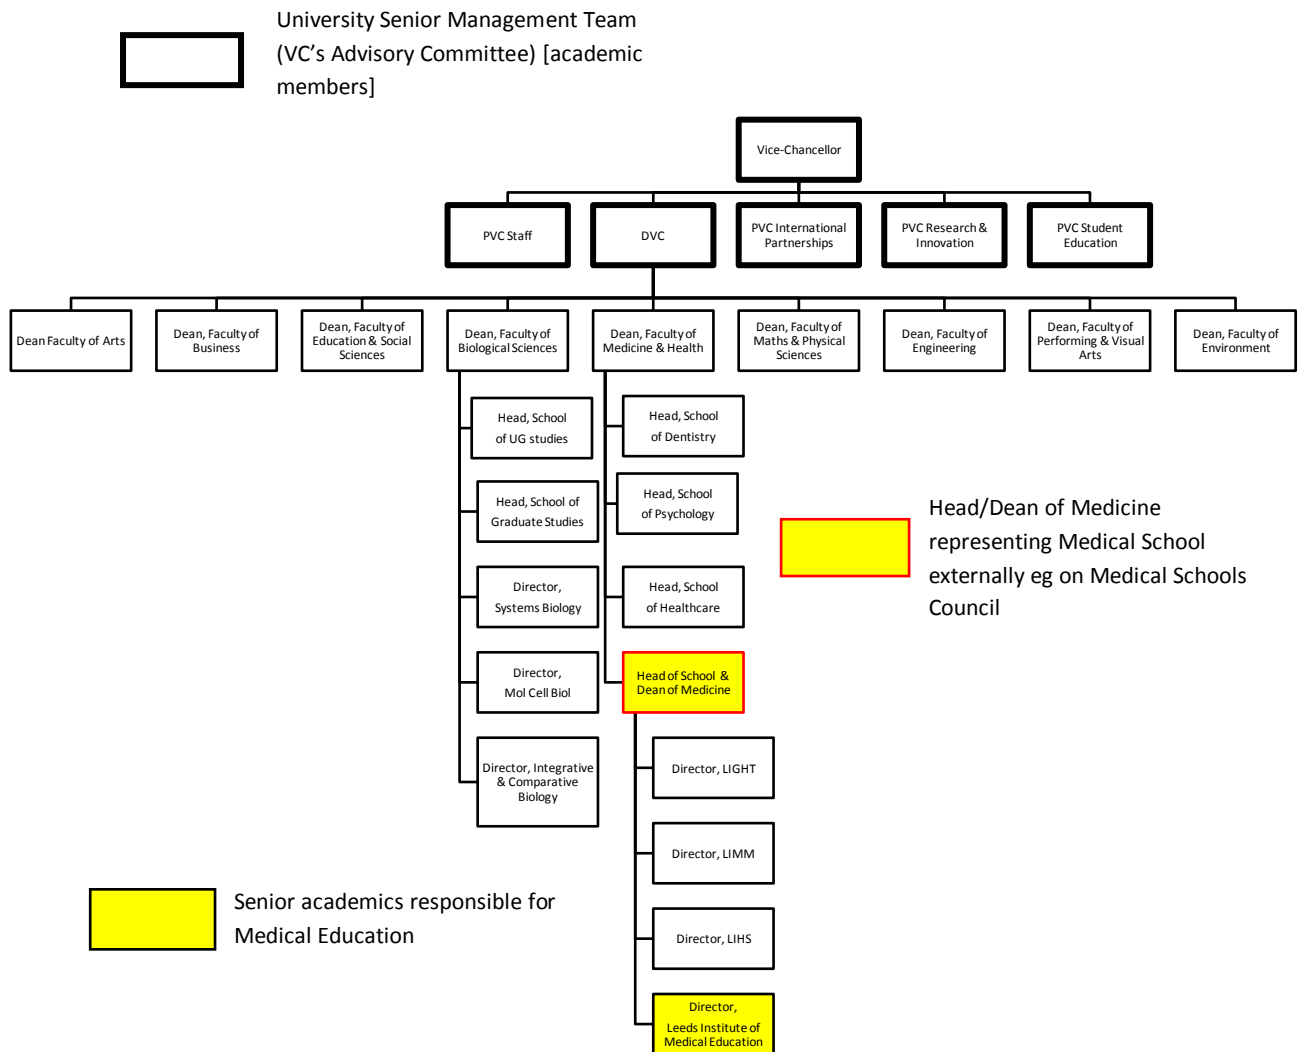 University Senior Management Team
(VC’s Advisory Committee) [academic
members]
Vice-Chancellor
PVC Staff
DVC
PVC International
Partnerships
PVC Research &
Innovation
PVC Student
Education
Dean Faculty of Arts
Dean, Faculty of
Business
Dean, Faculty of
Education & Social
Sciences
Dean, Faculty of
Biological Sciences
Dean, Faculty of
Medicine & Health
Dean, Faculty of
Maths & Physical
Sciences
Dean, Faculty of
Engineering
Dean, Faculty of
Performing & Visual
Arts
Dean, Faculty of
Environment
Head, School
of UG studies
Head, School of
Graduate Studies
Director,
Systems Biology
Director,
Mol Cell Biol
Director, Integrative
& Comparative
Biology
Head, School
of Dentistry
Head, School
of Psychology
Head, School
of Healthcare
Head of School &
Dean of Medicine
Director, LIGHT
Director, LIMM
Director, LIHS
Director,
Leeds Institute of
Medical Education
Head/Dean of Medicine
representing Medical School
externally eg on Medical Schools
Council
Senior academics responsible for
Medical Education